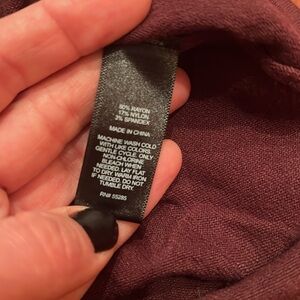 80% RAYON
17% NYLON
3% SPANDEX
MADE IN CHINA
MACHINE WASH COLD
WITH LIKE COLORS.
GENTLE CYCLE. ONLY
NON-CHLORINE
BLEACH WHEN
NEEDED. LAY FLAT
TO DRY. WARM IRON
IF NEEDED. DO NOT
TUMBLE DRY.
RN# 55285